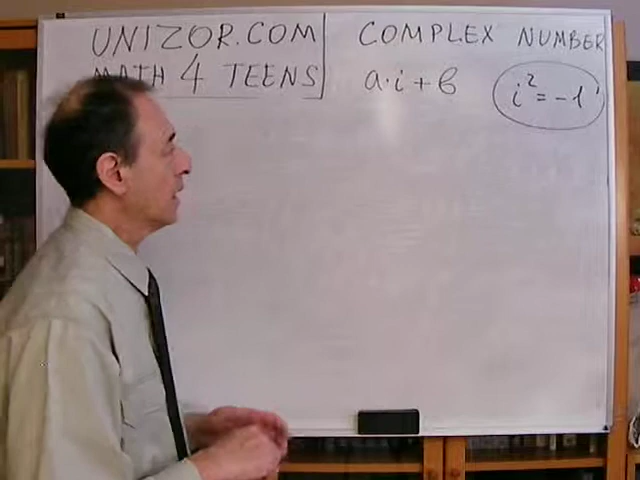 UNIZOR.COM
MATH 4 TEENS
COMPLEX NUMBER
a·i+b
i²=-1